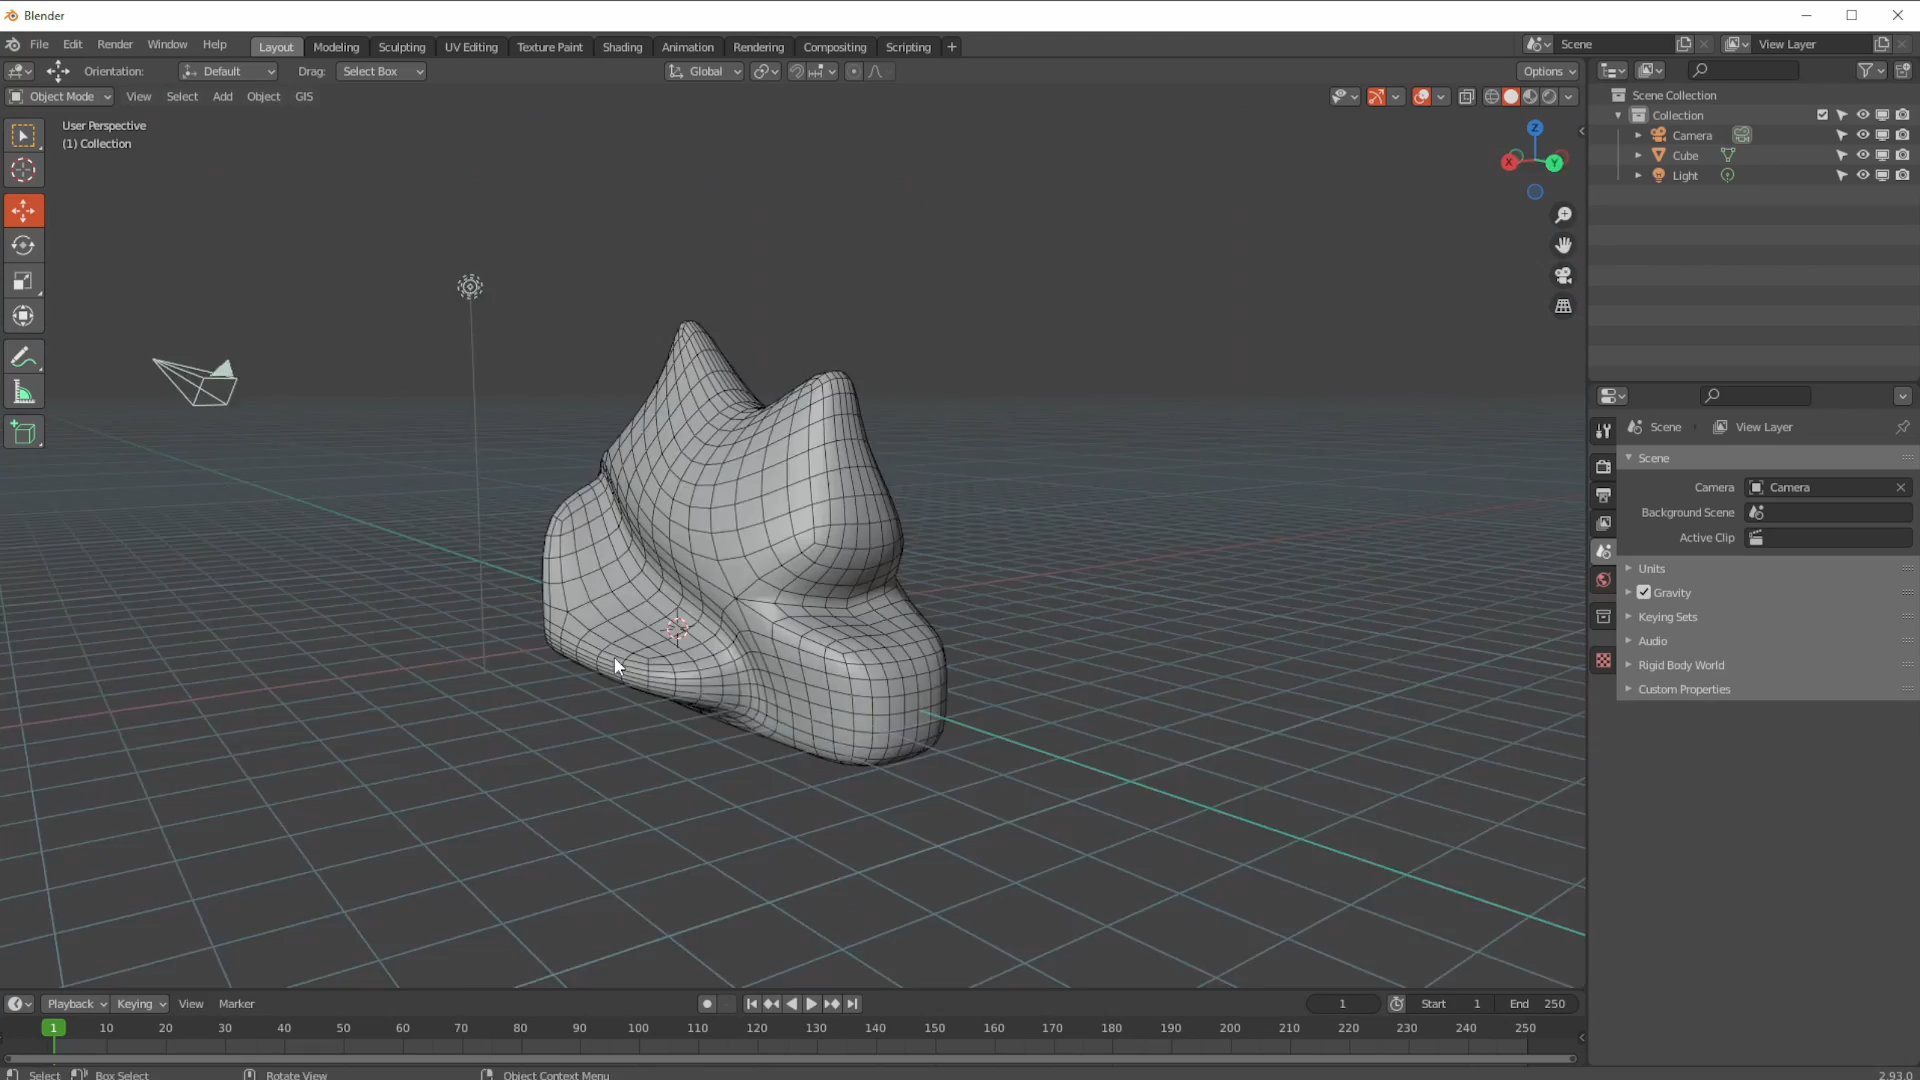 Blender
File Edit Render Window Help Layout Modeling Sculpting UV Editing Texture Paint Shading Animation Rendering Compositing Scripting + Scene View Layer
Orientation: Default Drag: Select Box Global Options
Object Mode View Select Add Object GIS
User Perspective
(1) Collection
Z
X Y
Scene Collection
Collection
Camera
Cube
Light
Scene View Layer
Scene
Camera Camera
Background Scene
Active Clip
Units
Gravity
Keying Sets
Audio
Rigid Body World
Custom Properties
Playback Keying View Marker 1 Start 1 End 250
1 10 20 30 40 50 60 70 80 90 100 110 120 130 140 150 160 170 180 190 200 210 220 230 240 250
Select Box Select Rotate View Object Context Menu 2.93.0